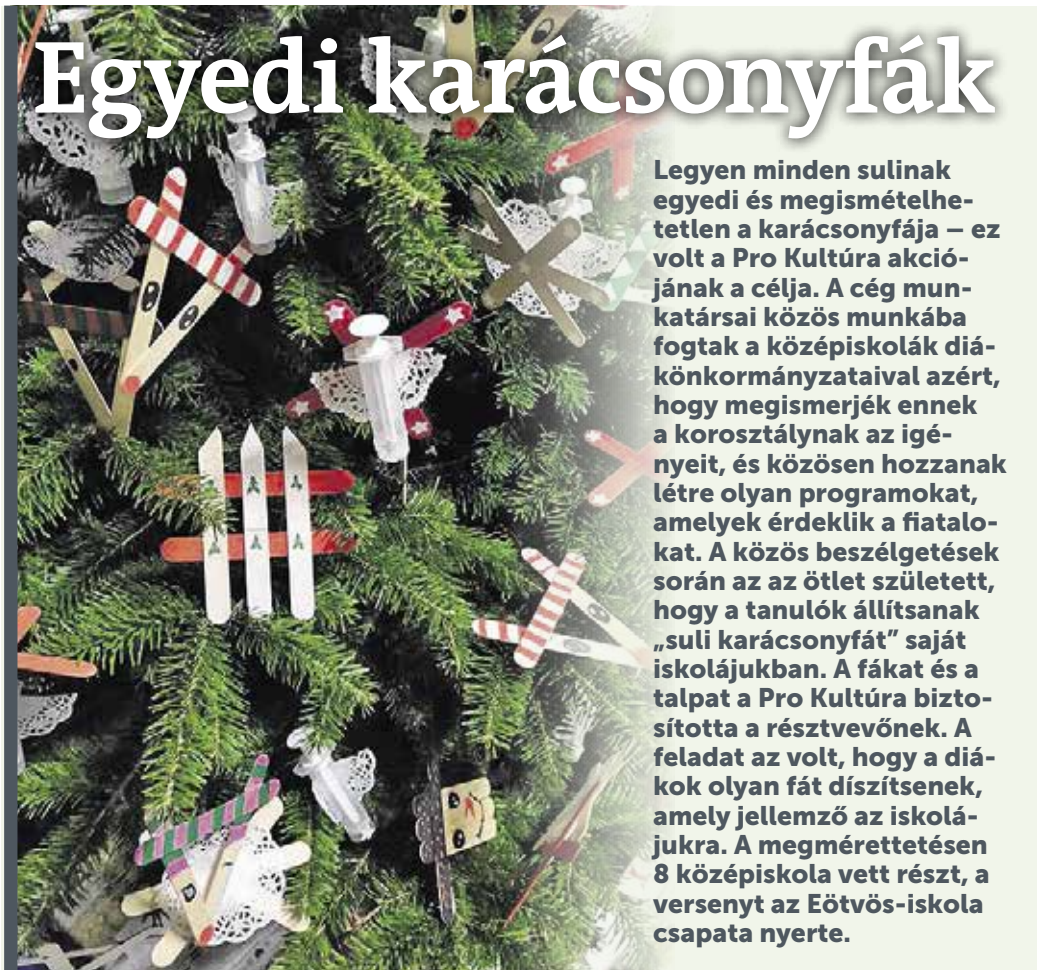 Egyedi karácsonyfák
Legyen minden sulinak
egyedi és megismételhe-
tetlen a karácsonyfája – ez
volt a Pro Kultúra akció-
jának a célja. A cég mun-
katársai közös munkába
fogtak a középiskolák diá-
könkormányzataival azért,
hogy megismerjék ennek
a korosztálynak az igé-
nyeit, és közösen hozzanak
létre olyan programokat,
amelyek érdeklik a fiatalo-
kat. A közös beszélgetések
során az az ötlet született,
hogy a tanulók állítsanak
„suli karácsonyfát” saját
iskolájukban. A fákat és a
talpat a Pro Kultúra bizto-
sította a résztvevőnek. A
feladat az volt, hogy a diá-
kok olyan fát díszítsenek,
amely jellemző az iskolá-
jukra. A megmérettetésen
8 középiskola vett részt, a
versenyt az Eötvös-iskola
csapata nyerte.